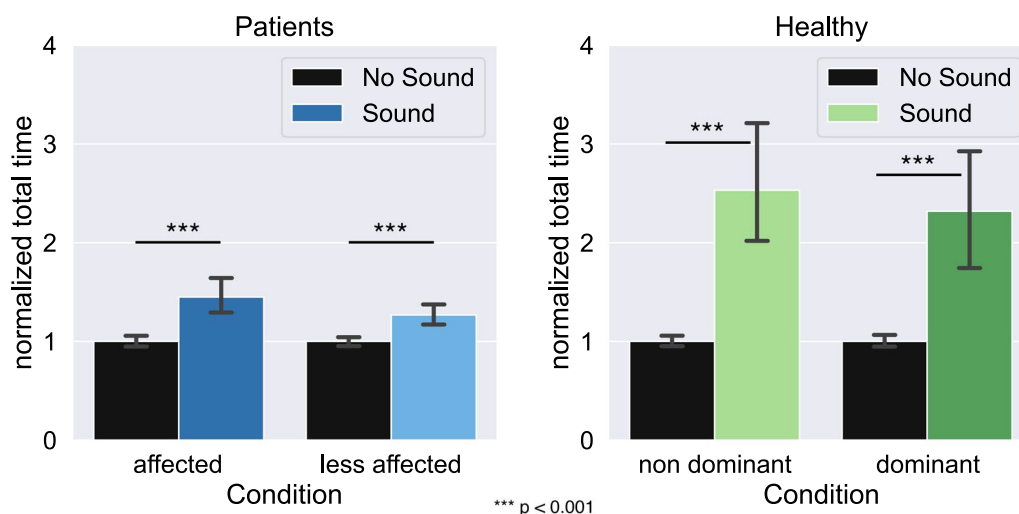 Patients
4
3
2
1
0
normalized total time
No Sound
Sound
***
***
affected
less affected
Condition
Healthy
4
3
2
1
0
normalized total time
No Sound
Sound
***
***
non dominant
dominant
Condition
*** p < 0.001